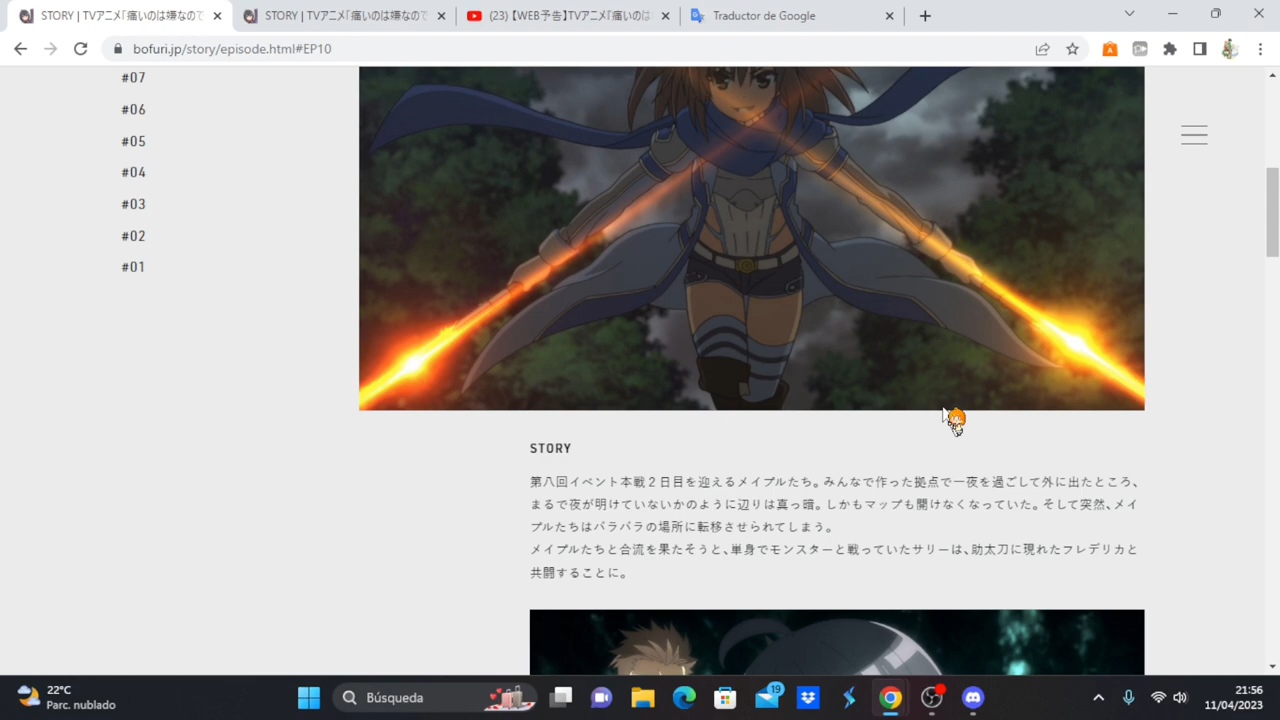 STORY | TVアニメ「痛いのは嫌なので
STORY | TVアニメ「痛いのは嫌なので
(23) 【WEB予告】TVアニメ「痛いのは
Traductor de Google
bofuri.jp/story/episode.html#EP10
#07
#06
#05
#04
#03
#02
#01
STORY
第八回イベント本戦２日目を迎えるメイプルたち。みんなで作った拠点で一夜を過ごして外に出たところ、
まるで夜が明けていないかのように辺りは真っ暗。しかもマップも開けなくなっていた。そして突然、メイ
プルたちはバラバラの場所に転移させられてしまう。
メイプルたちと合流を果たそうと、単身でモンスターと戦っていたサリーは、助太刀に現れたフレデリカと
共闘することに。
22°C
Parc. nublado
Búsqueda
19
21:56
11/04/2023